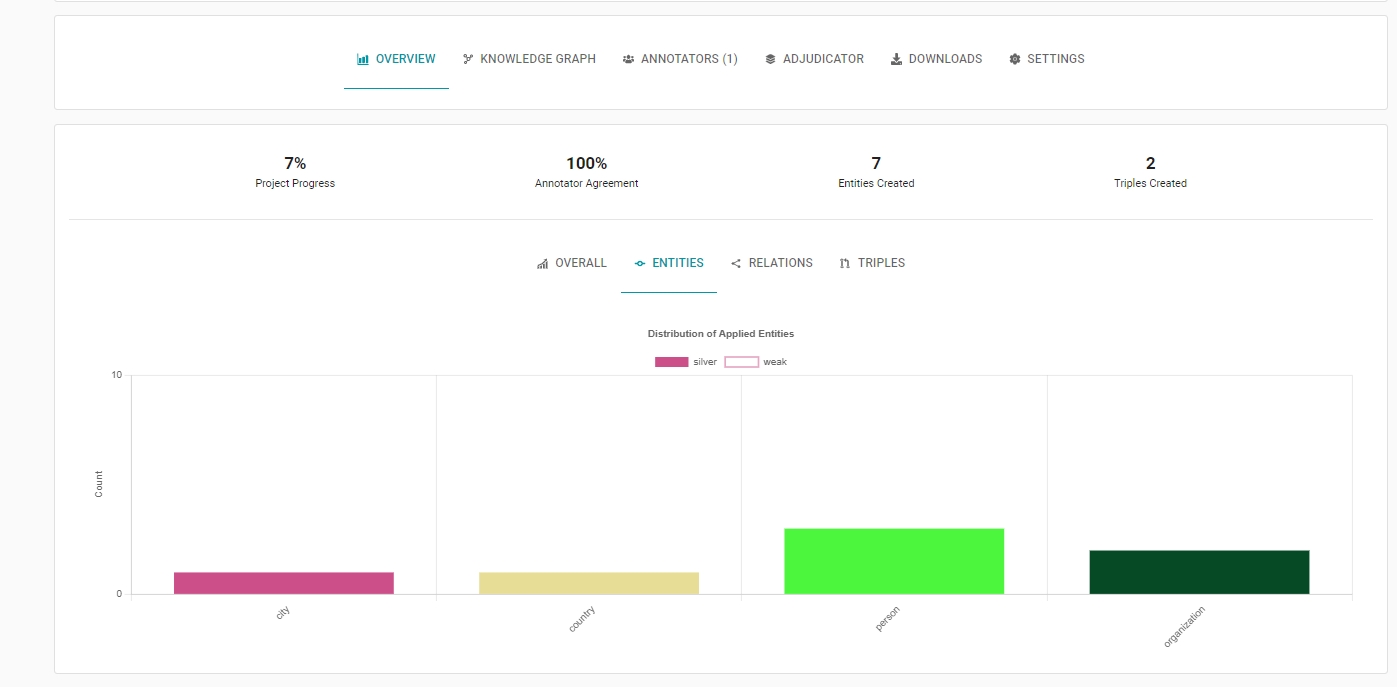 OVERVIEW KNOWLEDGE GRAPH ANNOTATORS (1) ADJUDICATOR DOWNLOADS SETTINGS
7% 100% 7 2
Project Progress Annotator Agreement Entities Created Triples Created
OVERALL ENTITIES RELATIONS TRIPLES
Distribution of Applied Entities
silver weak
10
Count
0
city country person organization